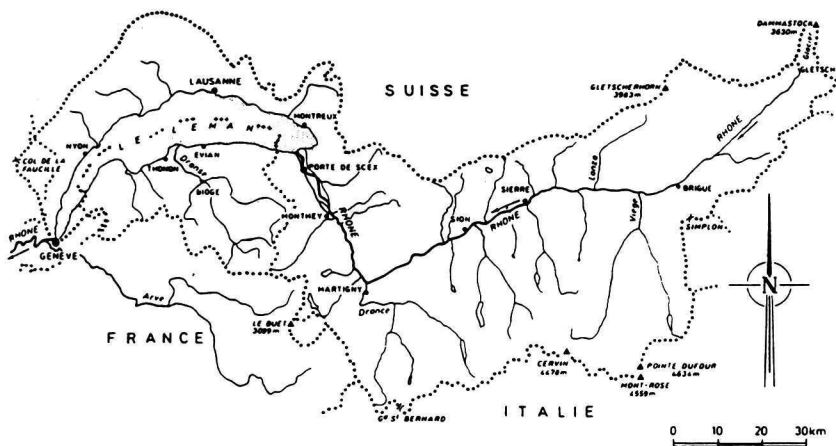 DAMMASTOCK
3630m
Glacier
GLETSCH
LAUSANNE
SUISSE
GLETSCHERHORN
3983m
MONTREUX
RHONE
LE LEMAN
NYON
COL DE LA
FAUCILLE
EVIAN
THONON
PORTE DE SCEX
Dranse
BIOGE
Lonza
SIERRE
BRIGUE
MONTHEY
RHONE
SION
RHONE
Viege
SIMPLON
RHONE
GENÈVE
N
MARTIGNY
Arve
Drance
LE BUET
3099m
FRANCE
CERVIN
4478m
POINTE DUFOUR
4634m
MONT-ROSE
4559m
Gd St BERNARD
ITALIE
0 10 20 30km